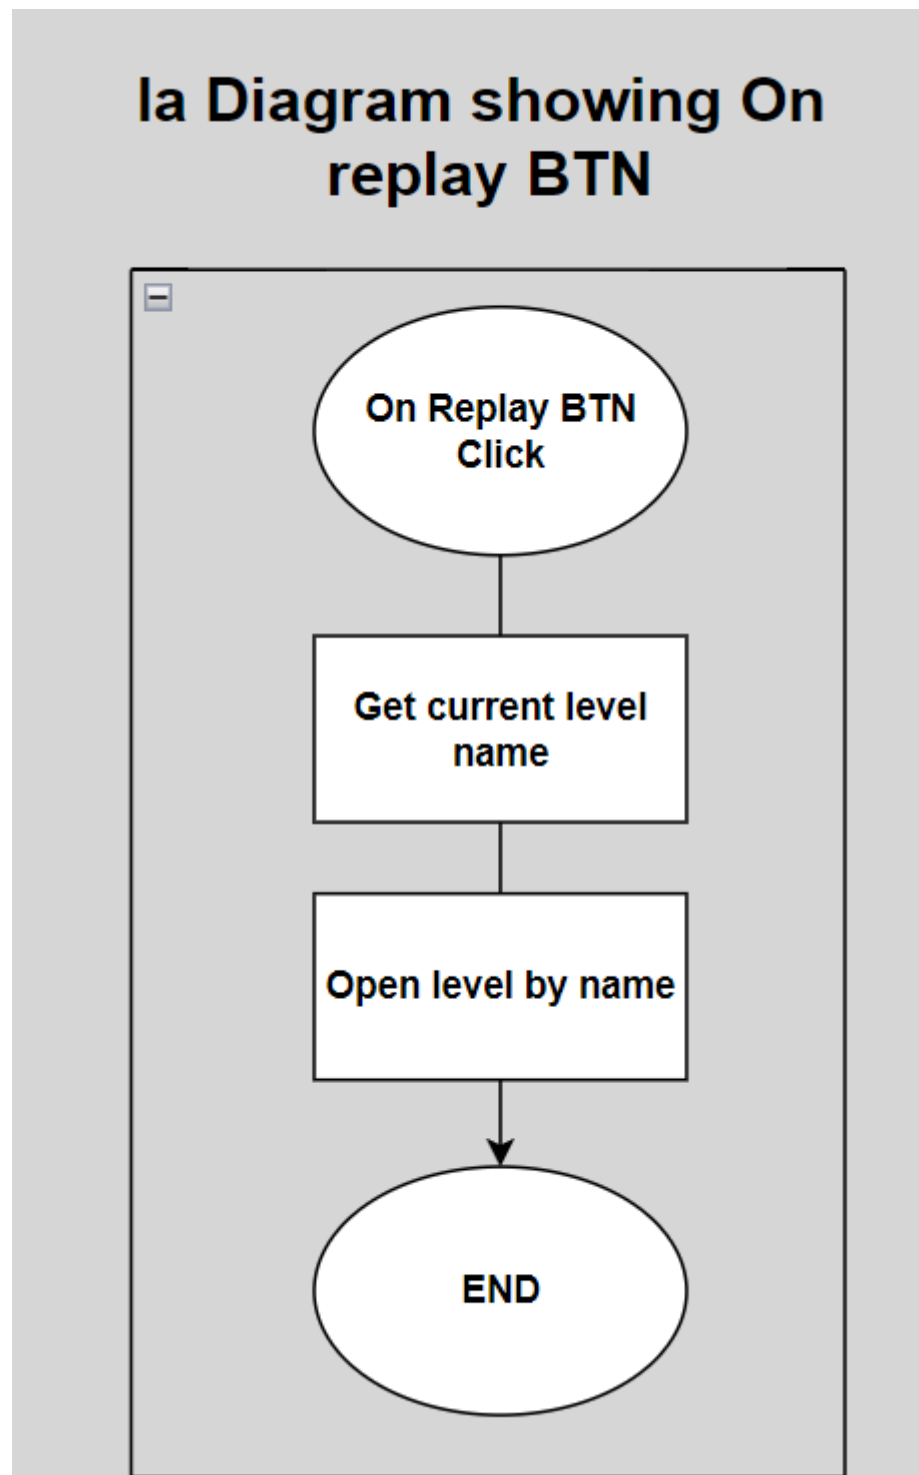 Ia Diagram showing On
replay BTN
On Replay BTN
Click
Get current level
name
Open level by name
END